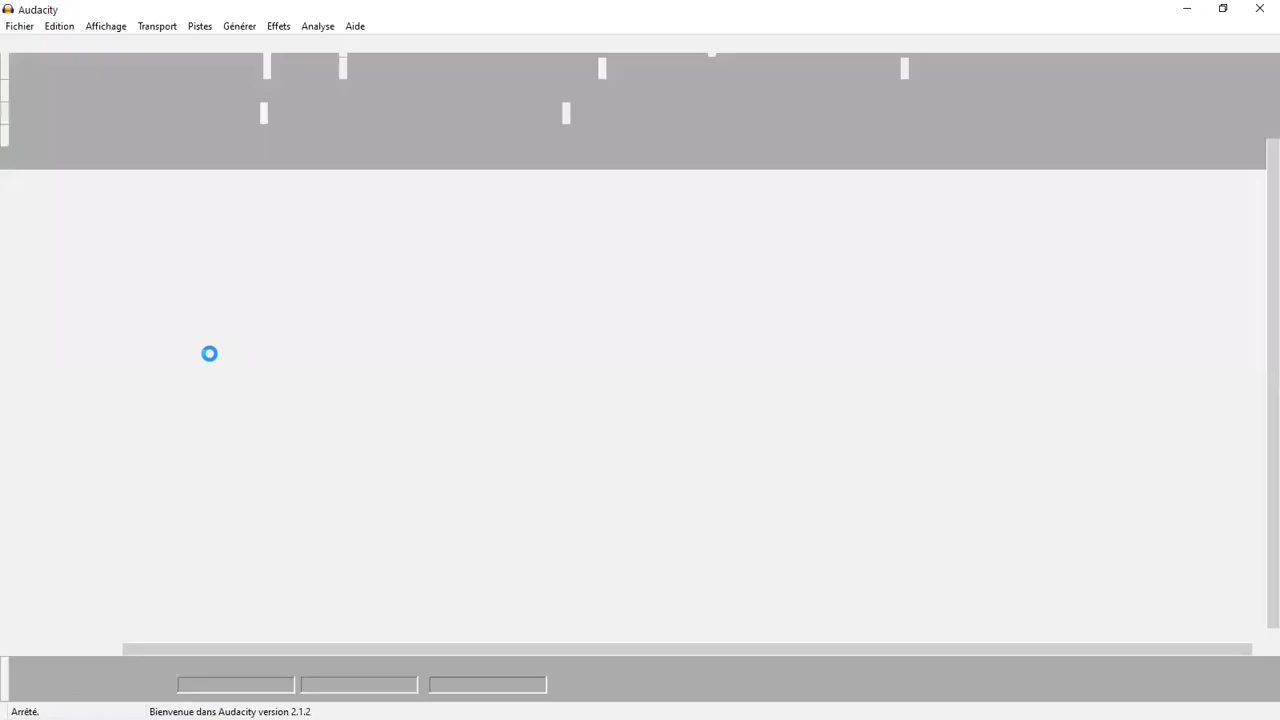 Audacity
Fichier Edition Affichage Transport Pistes Générer Effets Analyse Aide
Arrêté. Bienvenue dans Audacity version 2.1.2